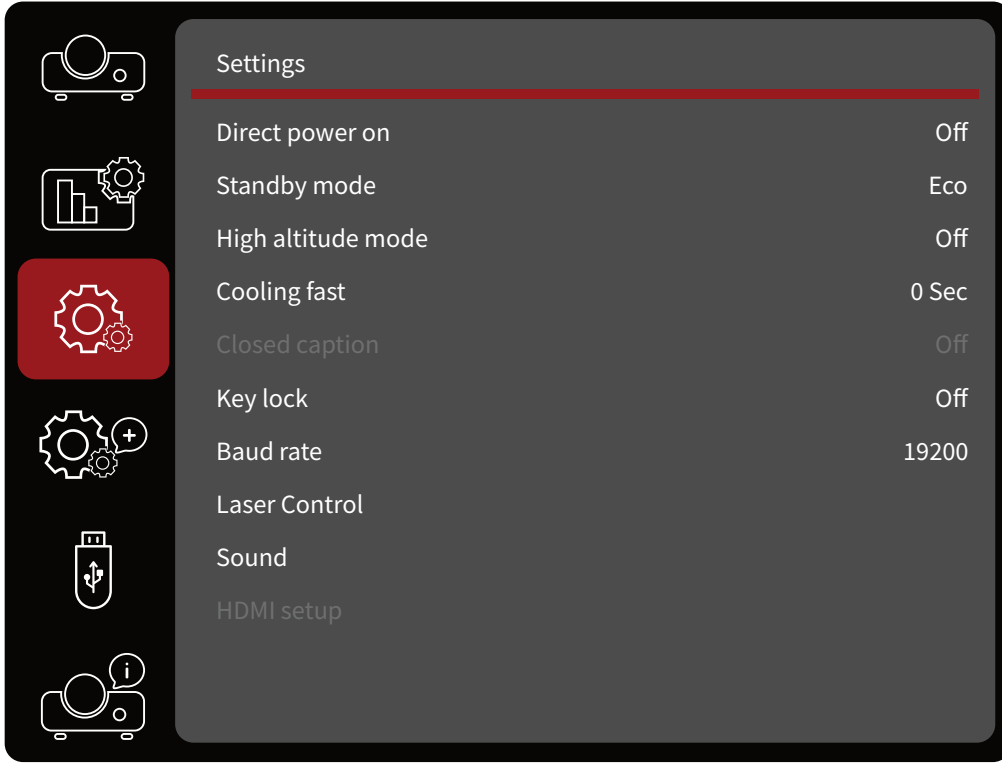 Settings
Direct power on Off
Standby mode Eco
High altitude mode Off
Cooling fast 0 Sec
Closed caption Off
Key lock Off
Baud rate 19200
Laser Control
Sound
HDMI setup
i